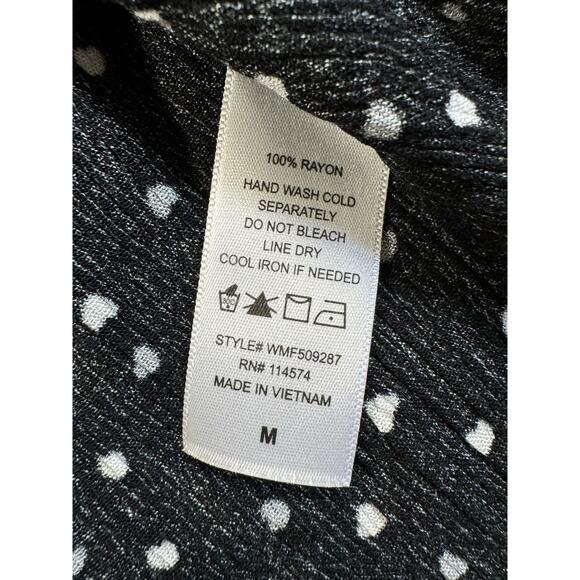 100% RAYON
HAND WASH COLD
SEPARATELY
DO NOT BLEACH
LINE DRY
COOL IRON IF NEEDED
STYLE# WMF509287
RN# 114574
MADE IN VIETNAM
M